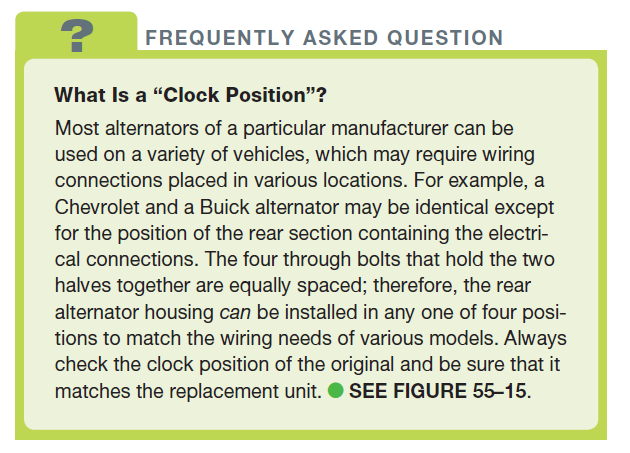 ?
FREQUENTLY ASKED QUESTION
What Is a “Clock Position”?
Most alternators of a particular manufacturer can be
used on a variety of vehicles, which may require wiring
connections placed in various locations. For example, a
Chevrolet and a Buick alternator may be identical except
for the position of the rear section containing the electri-
cal connections. The four through bolts that hold the two
halves together are equally spaced; therefore, the rear
alternator housing can be installed in any one of four posi-
tions to match the wiring needs of various models. Always
check the clock position of the original and be sure that it
matches the replacement unit. ● SEE FIGURE 55–15.